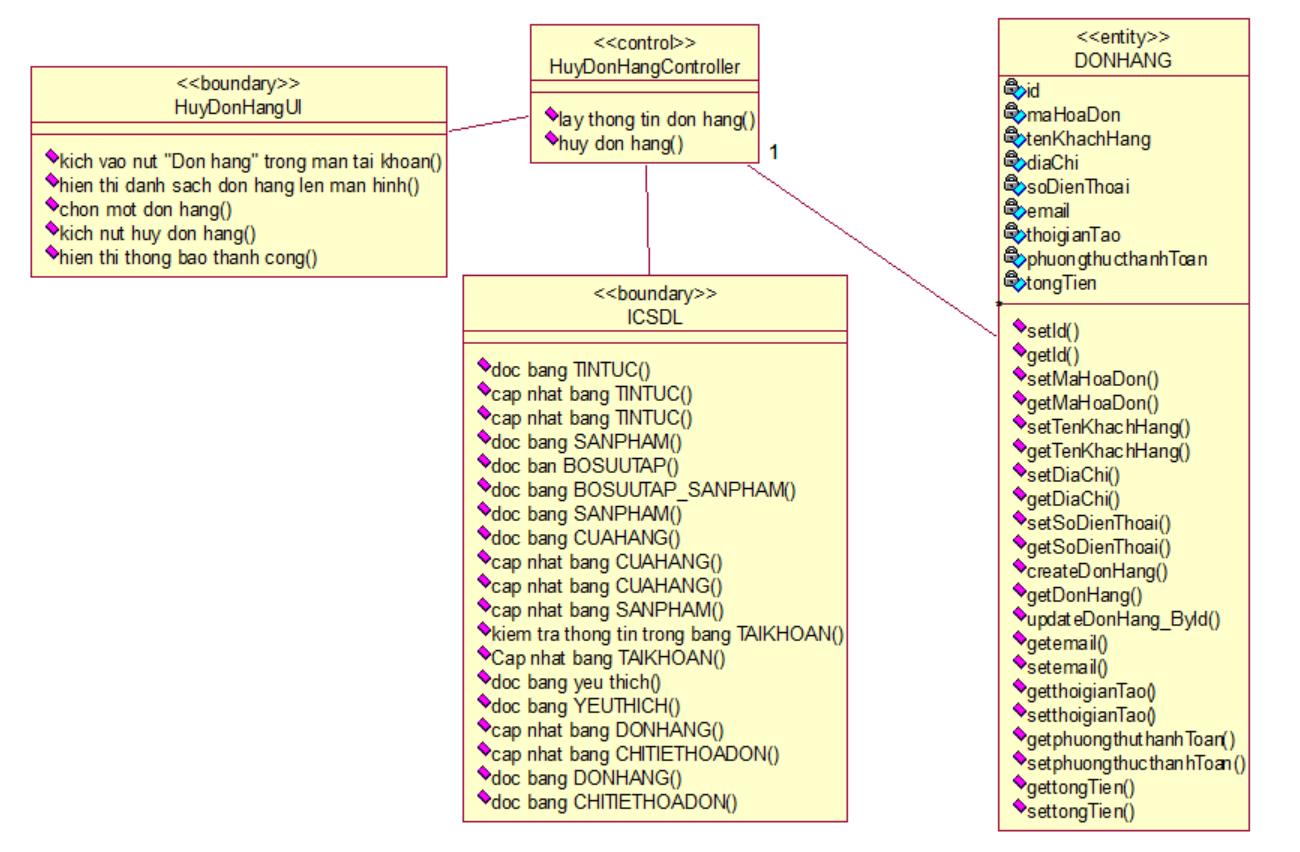 <<boundary>>
HuyDonHangUI
kich vao nut "Don hang" trong man tai khoan()
hien thi danh sach don hang len man hinh()
chon mot don hang()
kich nut huy don hang()
hien thi thong bao thanh cong()
<<control>>
HuyDonHangController
lay thong tin don hang()
huy don hang()
1
<<boundary>>
ICSDL
doc bang TINTUC()
cap nhat bang TINTUC()
cap nhat bang TINTUC()
doc bang SANPHAM()
doc ban BOSUUTAP()
doc bang BOSUUTAP_SANPHAM()
doc bang SANPHAM()
doc bang CUAHANG()
cap nhat bang CUAHANG()
cap nhat bang CUAHANG()
cap nhat bang SANPHAM()
kiem tra thong tin trong bang TAIKHOAN()
Cap nhat bang TAIKHOAN()
doc bang yeu thich()
doc bang YEUTHICH()
cap nhat bang DONHANG()
cap nhat bang CHITIETHOADON()
doc bang DONHANG()
doc bang CHITIETHOADON()
<<entity>>
DONHANG
id
maHoaDon
tenKhachHang
diaChi
soDienThoai
email
thoigianTao
phuongthucthanhToan
tongTien
setId()
getId()
setMaHoaDon()
getMaHoaDon()
setTenKhachHang()
getTenKhachHang()
setDiaChi()
getDiaChi()
setSoDienThoai()
getSoDienThoai()
createDonHang()
getDonHang()
updateDonHang_ById()
getemail()
setemail()
getthoigianTao()
setthoigianTao()
getphuongthuthanhToan()
setphuongthucthanhToan()
gettongTien()
settongTien()